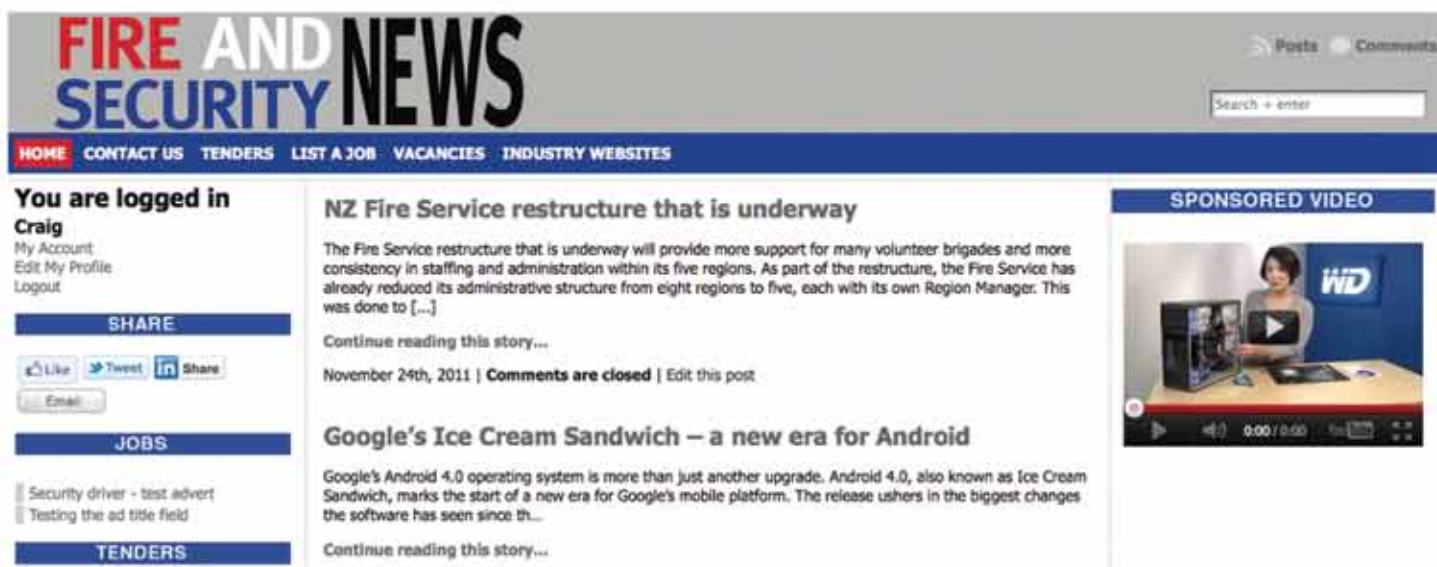 FIRE AND
SECURITY NEWS
Posts Comments
Search + enter
HOME CONTACT US TENDERS LIST A JOB VACANCIES INDUSTRY WEBSITES
You are logged in
Craig
My Account
Edit My Profile
Logout
SHARE
Like Tweet in Share
Email
JOBS
Security driver - test advert
Testing the ad title field
TENDERS
NZ Fire Service restructure that is underway
The Fire Service restructure that is underway will provide more support for many volunteer brigades and more
consistency in staffing and administration within its five regions. As part of the restructure, the Fire Service has
already reduced its administrative structure from eight regions to five, each with its own Region Manager. This
was done to [...]
Continue reading this story...
November 24th, 2011 | Comments are closed | Edit this post
Google's Ice Cream Sandwich – a new era for Android
Google's Android 4.0 operating system is more than just another upgrade. Android 4.0, also known as Ice Cream
Sandwich, marks the start of a new era for Google's mobile platform. The release ushers in the biggest changes
the software has seen since th...
Continue reading this story...
SPONSORED VIDEO
WD
0:00 / 0:00 YouTube